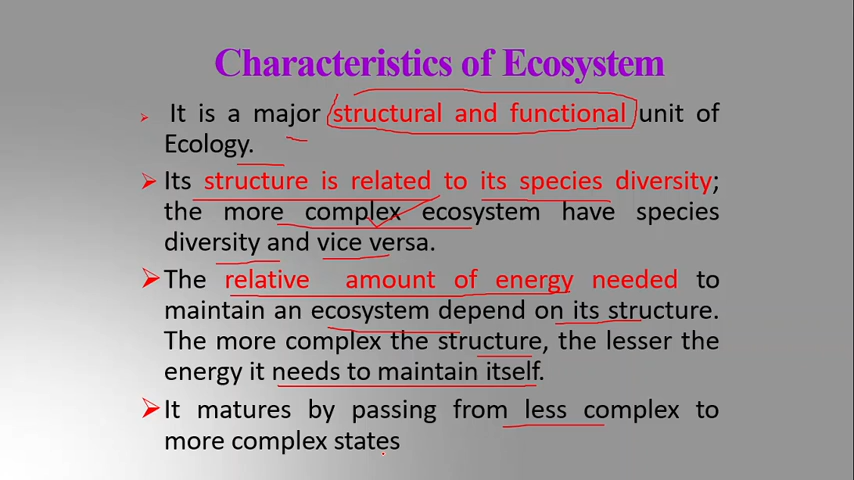 Characteristics of Ecosystem
It is a major structural and functional unit of
Ecology.
Its structure is related to its species diversity;
the more complex ecosystem have species
diversity and vice versa.
The relative amount of energy needed to
maintain an ecosystem depend on its structure.
The more complex the structure, the lesser the
energy it needs to maintain itself.
It matures by passing from less complex to
more complex states